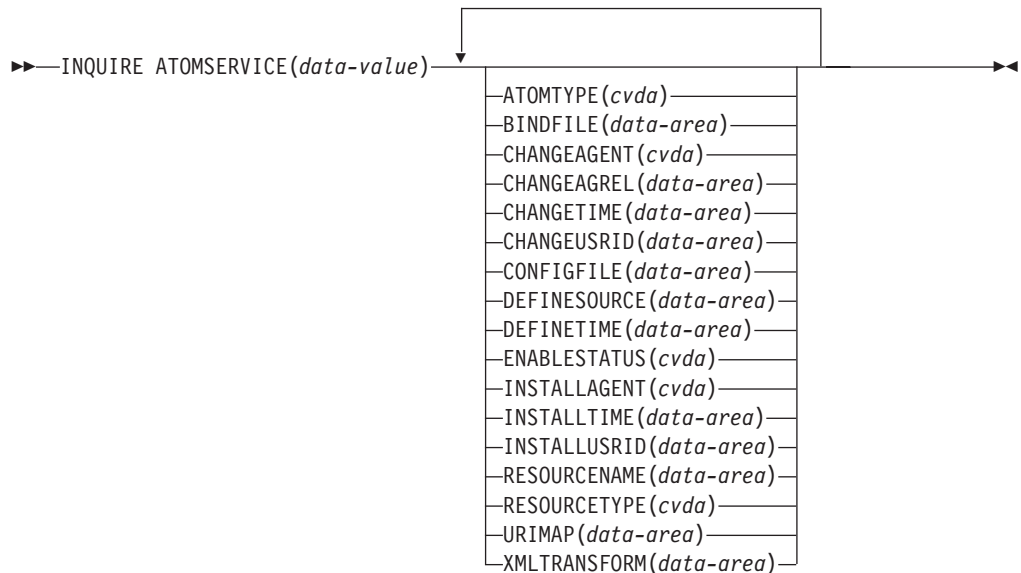 INQUIRE ATOMSERVICE(data-value)
ATOMTYPE(cvda)
BINDFILE(data-area)
CHANGEAGENT(cvda)
CHANGEAGREL(data-area)
CHANGETIME(data-area)
CHANGEUSRID(data-area)
CONFIGFILE(data-area)
DEFINESOURCE(data-area)
DEFINETIME(data-area)
ENABLESTATUS(cvda)
INSTALLAGENT(cvda)
INSTALLTIME(data-area)
INSTALLUSRID(data-area)
RESOURCENAME(data-area)
RESOURCETYPE(cvda)
URIMAP(data-area)
XMLTRANSFORM(data-area)